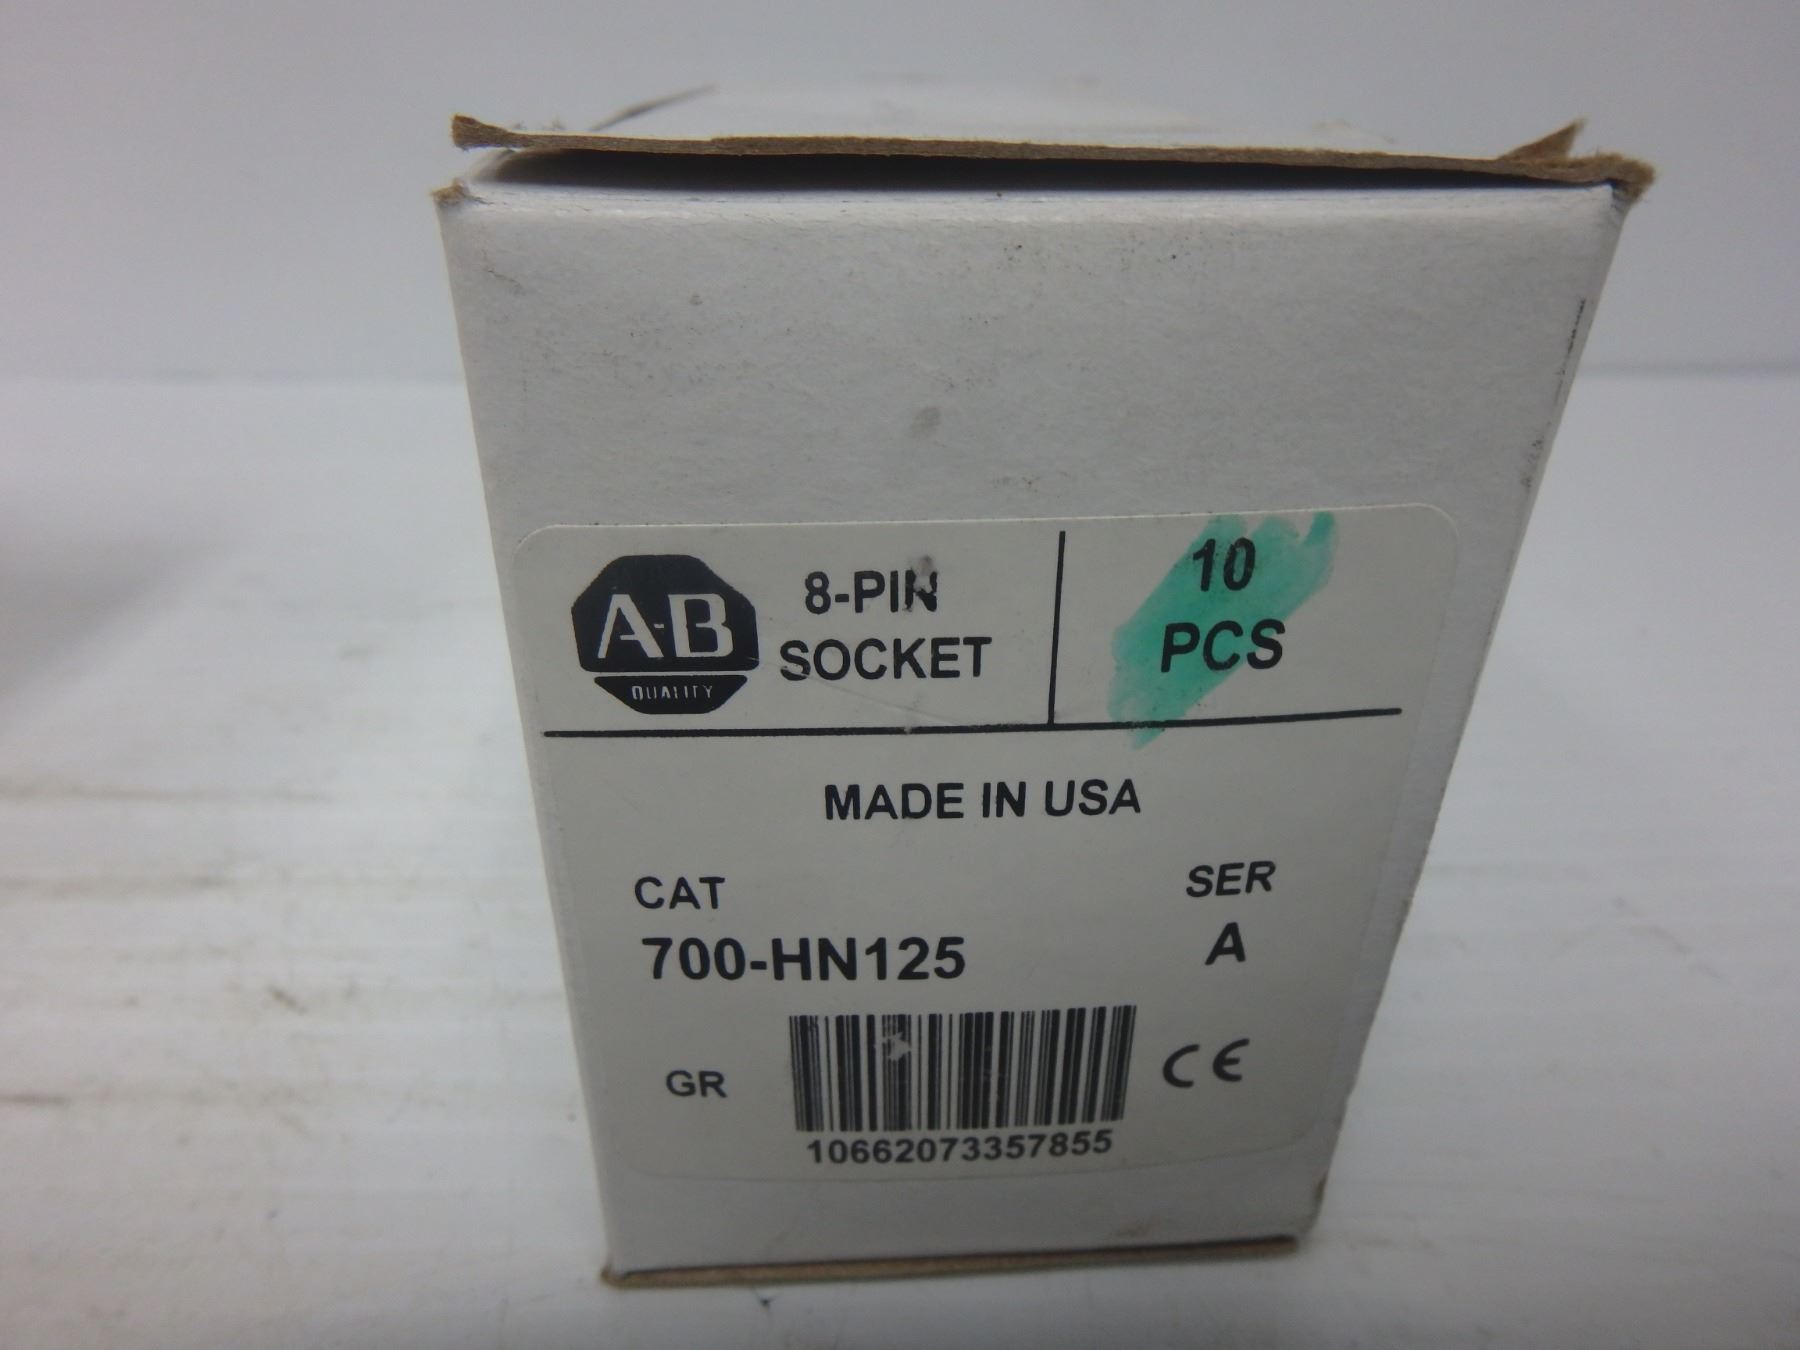 A-B
QUALITY
8-PIN
SOCKET
10
PCS
MADE IN USA
CAT
SER
700-HN125
A
GR
CE
10662073357855